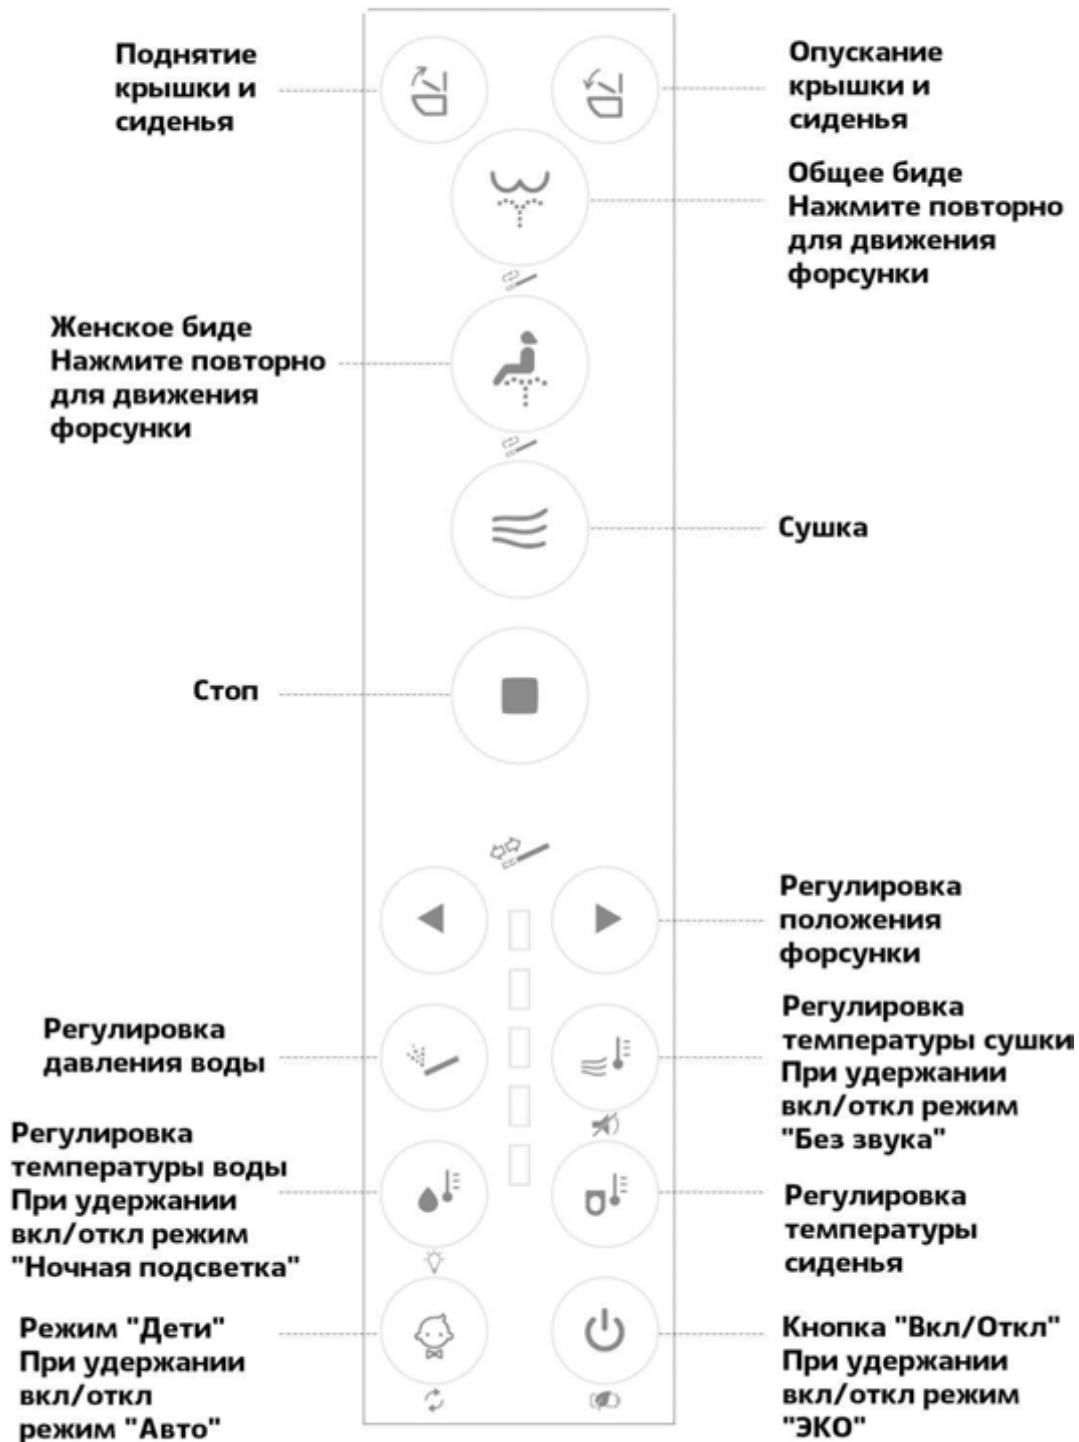 Поднятие
крышки и
сиденья
Опускание
крышки и
сиденья
Общее биде
Нажмите повторно
для движения
форсунки
Женское биде
Нажмите повторно
для движения
форсунки
Сушка
Стоп
Регулировка
положения
форсунки
Регулировка
давления воды
Регулировка
температуры сушки
При удержании
вкл/откл режим
"Без звука"
Регулировка
температуры воды
При удержании
вкл/откл режим
"Ночная подсветка"
Регулировка
температуры
сиденья
Режим "Дети"
При удержании
вкл/откл
режим "Авто"
Кнопка "Вкл/Откл"
При удержании
вкл/откл режим
"ЭКО"